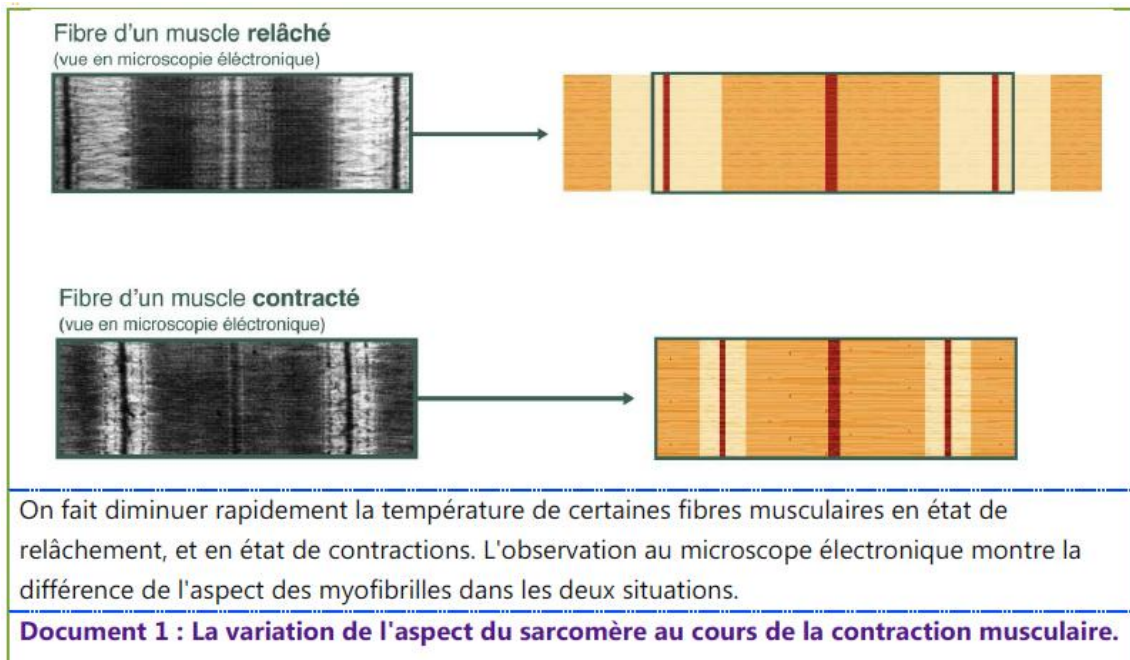 Fibre d'un muscle relâché
(vue en microscopie éléctronique)
Fibre d'un muscle contracté
(vue en microscopie éléctronique)
On fait diminuer rapidement la température de certaines fibres musculaires en état de
relâchement, et en état de contractions. L'observation au microscope électronique montre la
différence de l'aspect des myofibrilles dans les deux situations.
Document 1 : La variation de l'aspect du sarcomère au cours de la contraction musculaire.